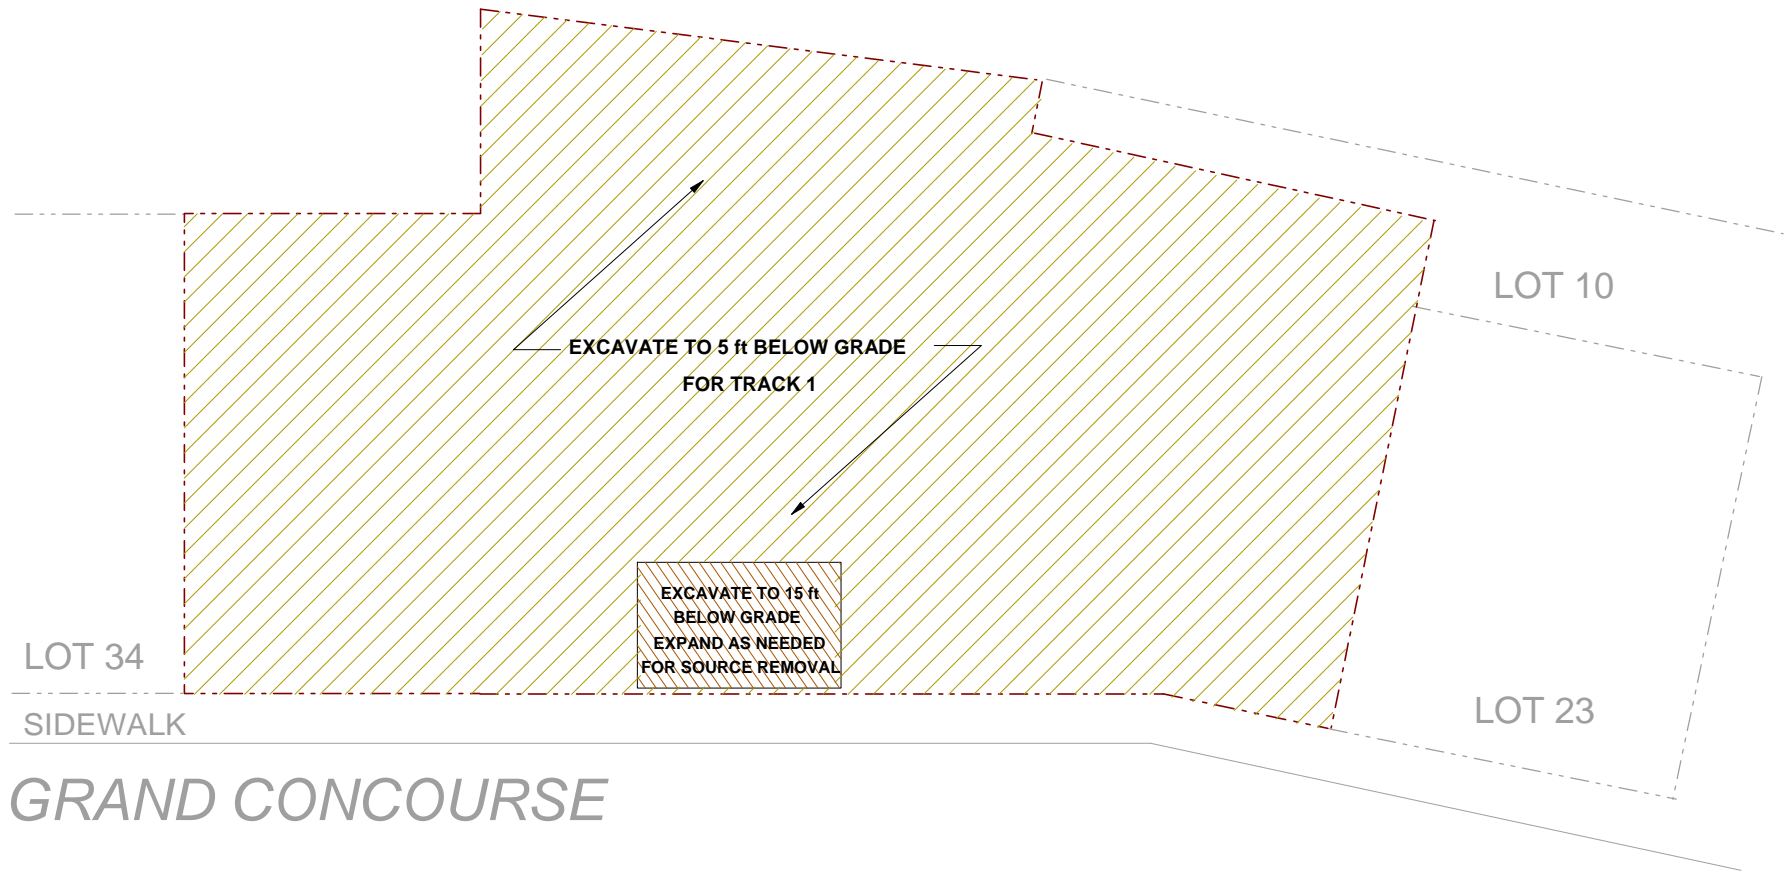 LOT 10
EXCAVATE TO 5 ft BELOW GRADE
FOR TRACK 1
EXCAVATE TO 15 ft
BELOW GRADE
EXPAND AS NEEDED
FOR SOURCE REMOVAL
LOT 34
LOT 23
SIDEWALK
GRAND CONCOURSE